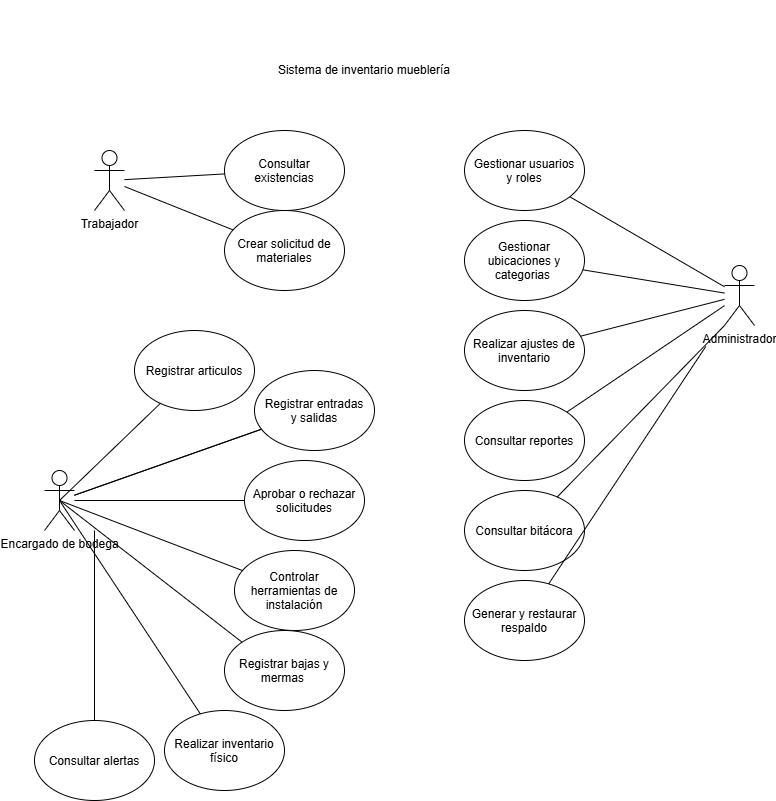 Sistema de inventario mueblería
Trabajador
Consultar
existencias
Crear solicitud de
materiales
Gestionar usuarios
y roles
Gestionar
ubicaciones y
categorias
Realizar ajustes de
inventario
Consultar reportes
Consultar bitácora
Generar y restaurar
respaldo
Administrador
Registrar articulos
Registrar entradas
y salidas
Aprobar o rechazar
solicitudes
Encargado de bodega
Controlar
herramientas de
instalación
Registrar bajas y
mermas
Realizar inventario
físico
Consultar alertas